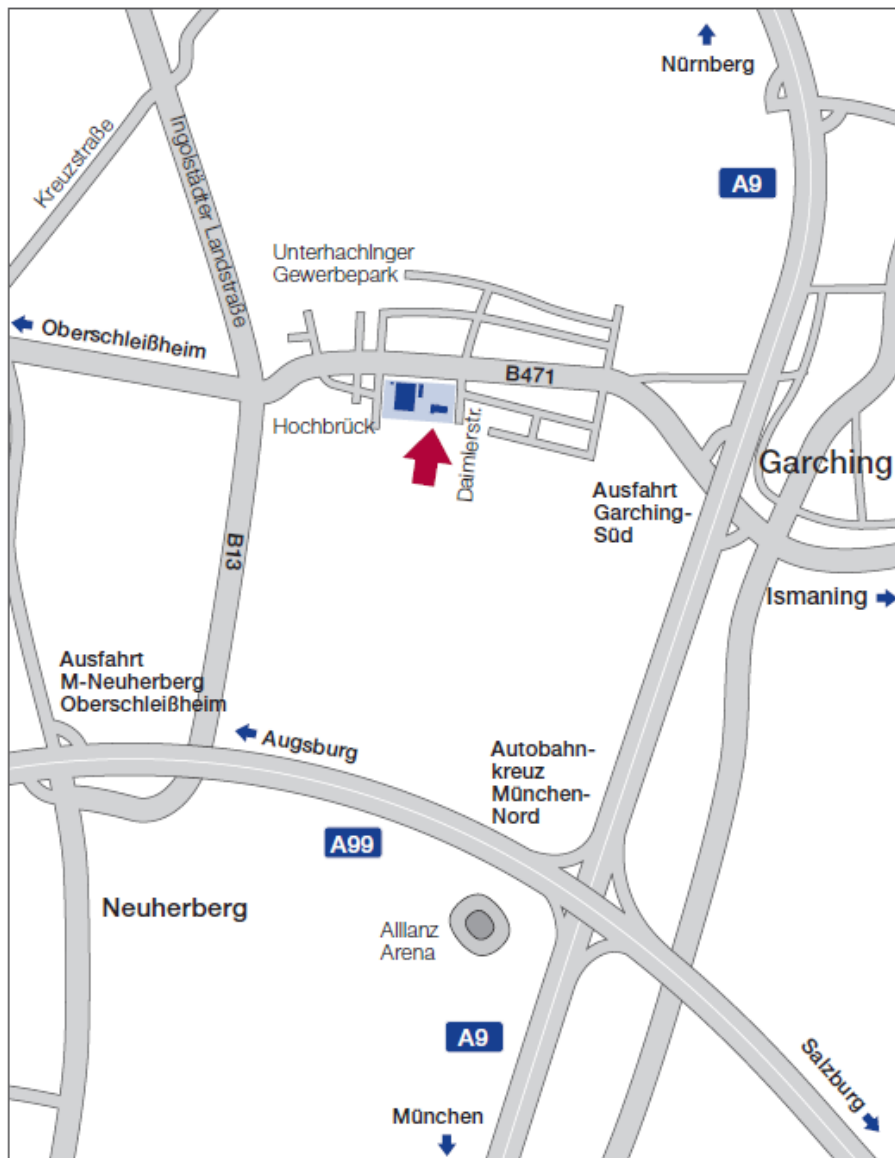 Nürnberg
A9
Kreuzstraße
Ingolstädter Landstraße
Unterhachinger
Gewerbepark
Oberschleißheim
B471
Hochbrück
Daimlerstr.
Garching
Ausfahrt
Garching-
Süd
B13
Ismaning
Ausfahrt
M-Neuherberg
Oberschleißheim
Augsburg
Autobahn-
kreuz
München-
Nord
A99
Neuherberg
Alllanz
Arena
A9
Salzburg
München